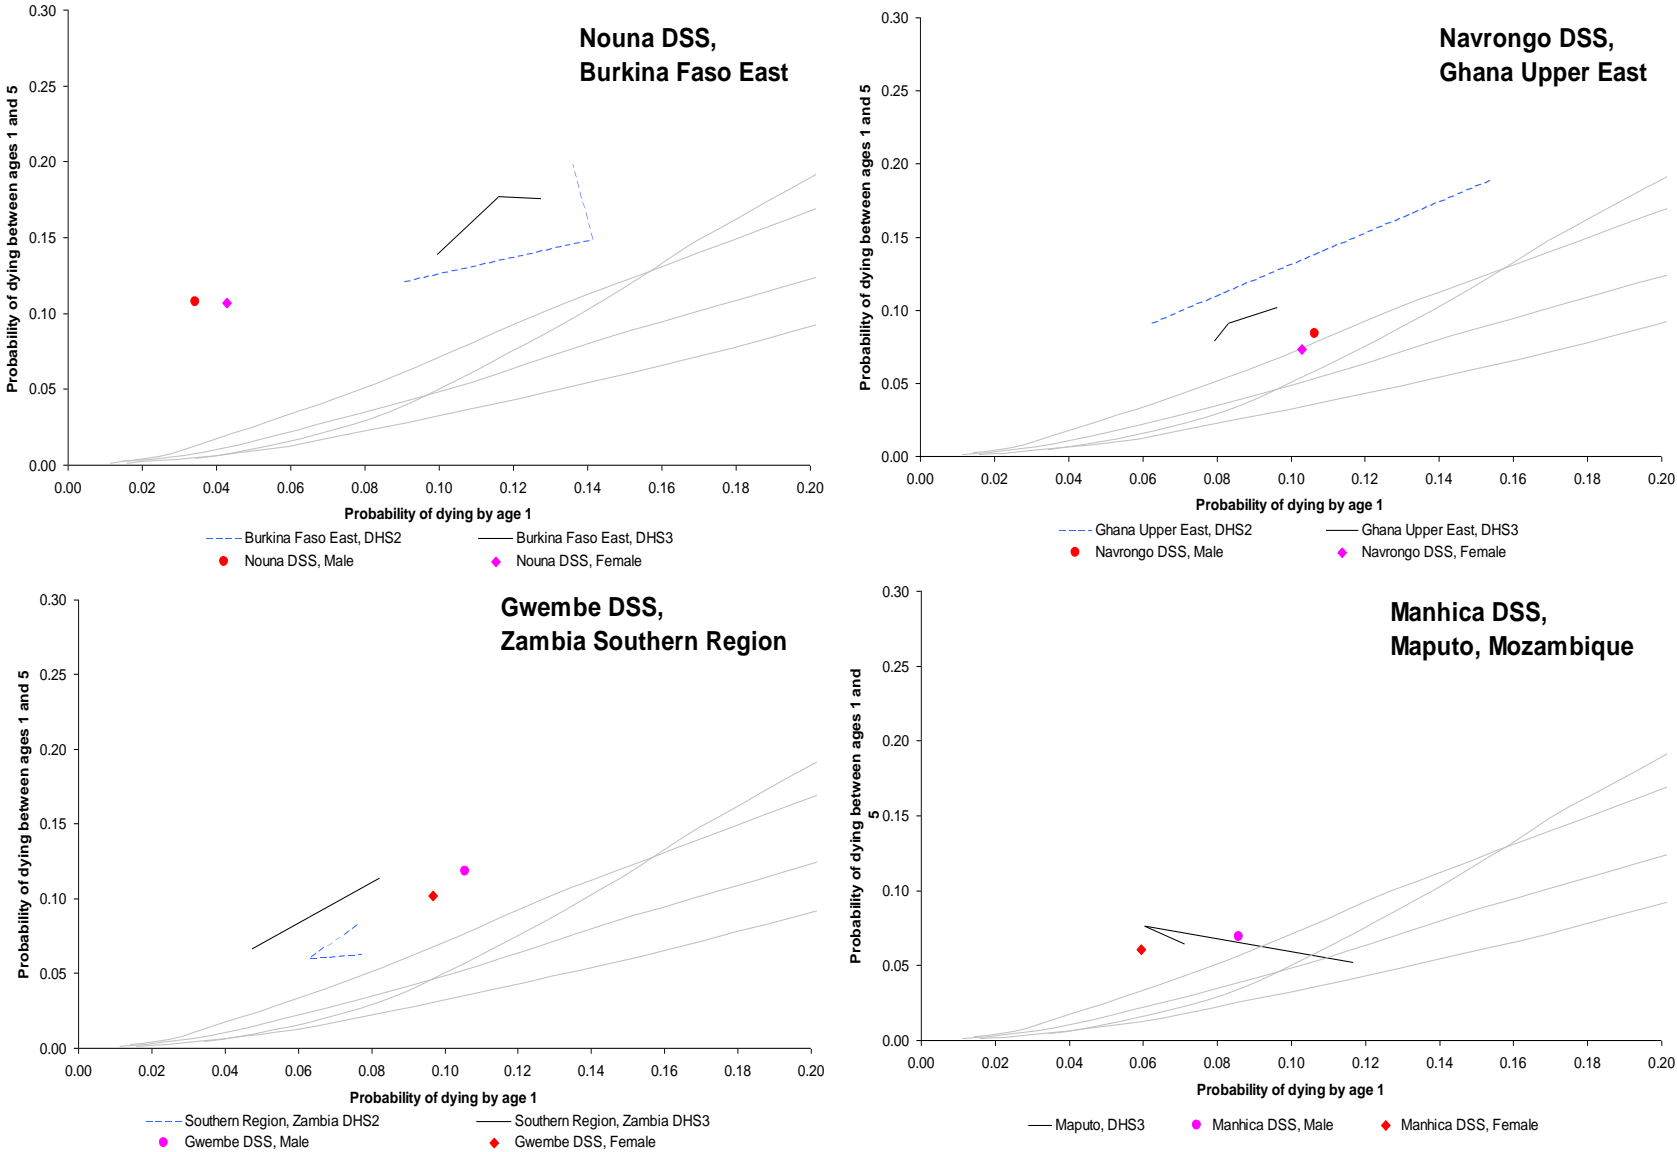 Nouna DSS,
Burkina Faso East
Probability of dying between ages 1 and 5
0.30
0.25
0.20
0.15
0.10
0.05
0.00
0.00 0.02 0.04 0.06 0.08 0.10 0.12 0.14 0.16 0.18 0.20
Probability of dying by age 1
Burkina Faso East, DHS2 Burkina Faso East, DHS3
Nouna DSS, Male Nouna DSS, Female
Navrongo DSS,
Ghana Upper East
Probability of dying between ages 1 and 5
0.30
0.25
0.20
0.15
0.10
0.05
0.00
0.00 0.02 0.04 0.06 0.08 0.10 0.12 0.14 0.16 0.18 0.20
Probability of dying by age 1
Ghana Upper East, DHS2 Ghana Upper East, DHS3
Navrongo DSS, Male Navrongo DSS, Female
Gwembe DSS,
Zambia Southern Region
Probability of dying between ages 1 and 5
0.30
0.25
0.20
0.15
0.10
0.05
0.00
0.00 0.02 0.04 0.06 0.08 0.10 0.12 0.14 0.16 0.18 0.20
Probability of dying by age 1
Southern Region, Zambia DHS2 Southern Region, Zambia DHS3
Gwembe DSS, Male Gwembe DSS, Female
Manhica DSS,
Maputo, Mozambique
Probability of dying between ages 1 and
5
0.30
0.25
0.20
0.15
0.10
0.05
0.00
0.00 0.02 0.04 0.06 0.08 0.10 0.12 0.14 0.16 0.18 0.20
Probability of dying by age 1
Maputo, DHS3 Manhica DSS, Male Manhica DSS, Female